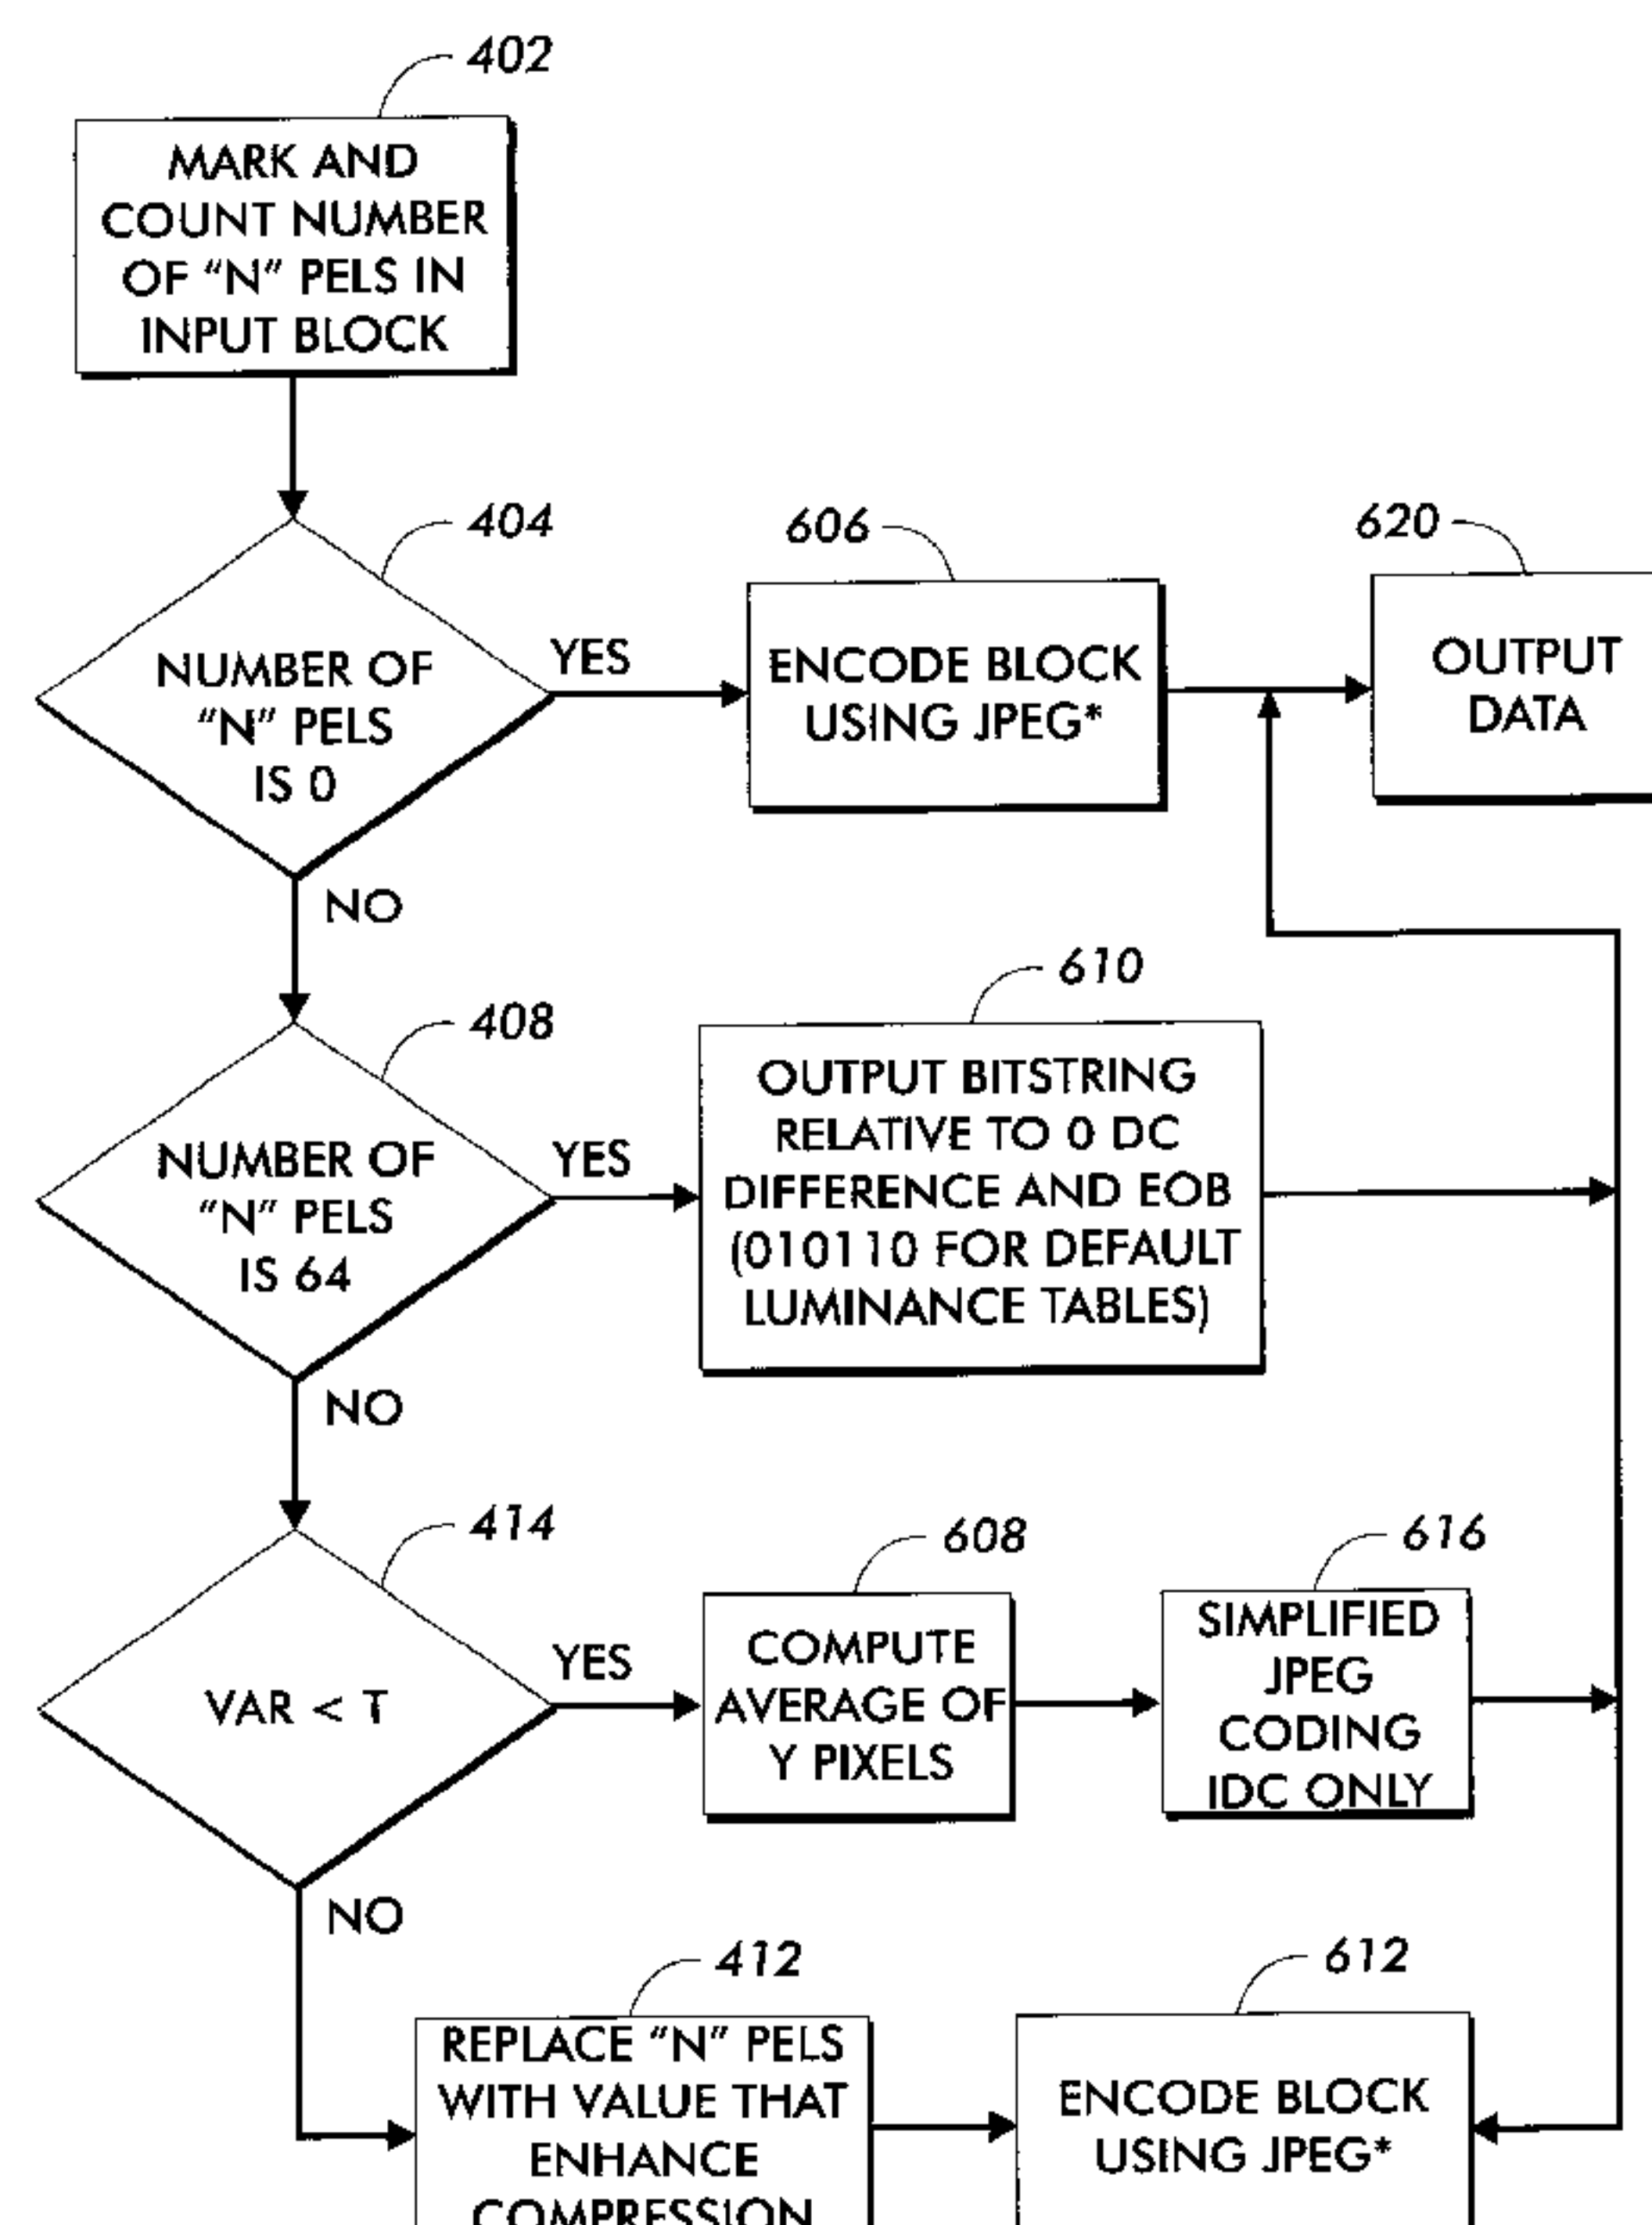 402
MARK AND
COUNT NUMBER
OF "N" PELS IN
INPUT BLOCK
404
NUMBER OF
"N" PELS
IS 0
YES
NO
606
ENCODE BLOCK
USING JPEG*
620
OUTPUT
DATA
408
NUMBER OF
"N" PELS
IS 64
YES
NO
610
OUTPUT BITSTRING
RELATIVE TO 0 DC
DIFFERENCE AND EOB
(010110 FOR DEFAULT
LUMINANCE TABLES)
414
VAR < T
YES
NO
608
COMPUTE
AVERAGE OF
Y PIXELS
616
SIMPLIFIED
JPEG
CODING
IDC ONLY
412
REPLACE "N" PELS
WITH VALUE THAT
ENHANCE
COMPRESSION
612
ENCODE BLOCK
USING JPEG*